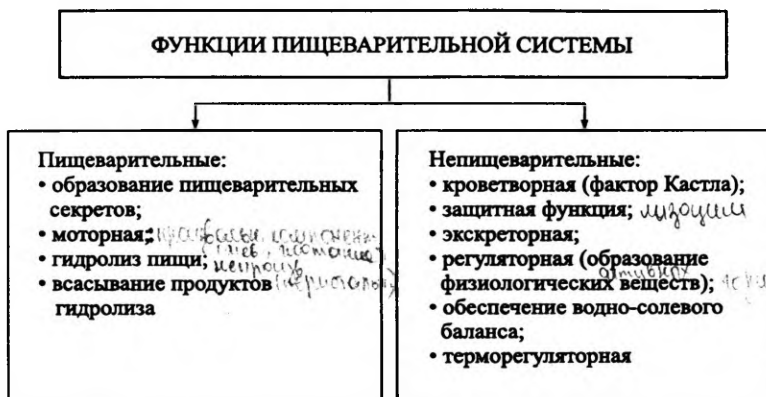 ФУНКЦИИ ПИЩЕВАРИТЕЛЬНОЙ СИСТЕМЫ
Пищеварительные:
• образование пищеварительных
секретов;
• моторная;
• гидролиз пищи;
• всасывание продуктов
гидролиза
Непищеварительные:
• кроветворная (фактор Кастла);
• защитная функция; лизоцим
• экскреторная;
• регуляторная (образование
активных
физиологических веществ);
• обеспечение водно-солевого
баланса;
• терморегуляторная